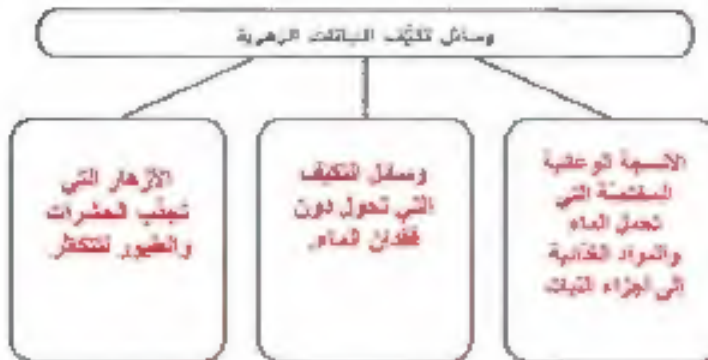 وسائل تكيّف النباتات الزهرية
الأنسجة الوعائية
المتخصصة التي
تحمل الماء
والمواد الغذائية
إلى أجزاء النبات.
وسائل التكيف
التي تحول دون
فقدان الماء.
الأزهار التي
تجذب الحشرات
والطيور للتكاثر.